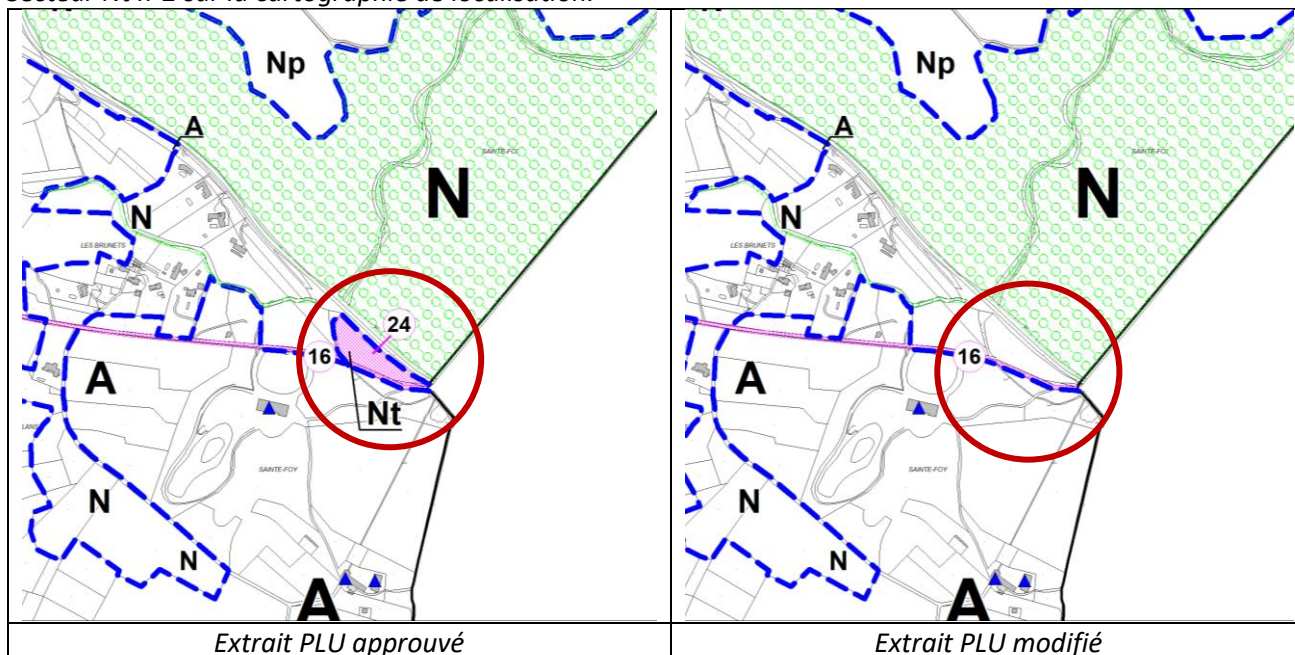 secteur Nt n°2 sur la cartographie de localisation.
Np
A
SAINTE-FOY
N
N
LES BRUNETS
24
16
A
Nt
SAINTE-FOY
N
N
A
Extrait PLU approuvé
Np
A
SAINTE-FOY
N
N
LES BRUNETS
16
A
SAINTE-FOY
N
N
A
Extrait PLU modifié